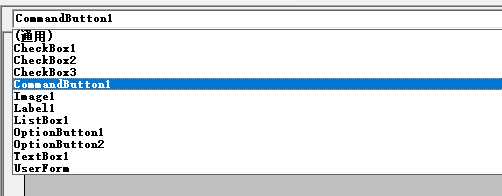 CommandButton1
(通用)
CheckBox1
CheckBox2
CheckBox3
CommandButton1
Image1
Label1
ListBox1
OptionButton1
OptionButton2
TextBox1
UserForm